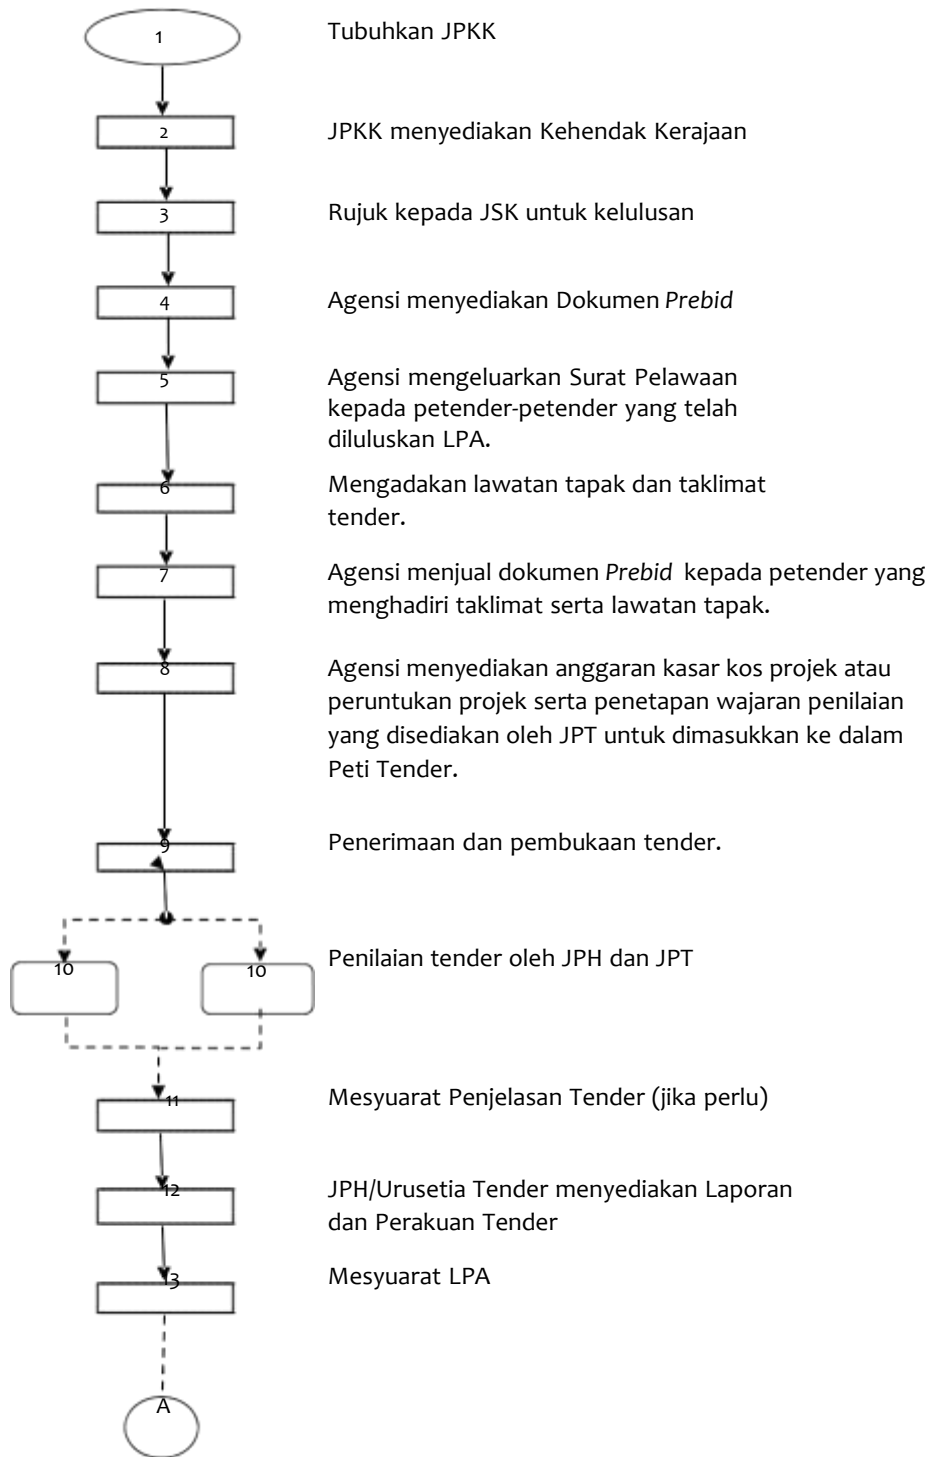 1
Tubuhkan JPKK
2
JPKK menyediakan Kehendak Kerajaan
3
Rujuk kepada JSK untuk kelulusan
4
Agensi menyediakan Dokumen Prebid
5
Agensi mengeluarkan Surat Pelawaan
kepada petender-petender yang telah
diluluskan LPA.
6
Mengadakan lawatan tapak dan taklimat
tender.
7
Agensi menjual dokumen Prebid kepada petender yang
menghadiri taklimat serta lawatan tapak.
8
Agensi menyediakan anggaran kasar kos projek atau
peruntukan projek serta penetapan wajaran penilaian
yang disediakan oleh JPT untuk dimasukkan ke dalam
Peti Tender.
9
Penerimaan dan pembukaan tender.
10
10
Penilaian tender oleh JPH dan JPT
11
Mesyuarat Penjelasan Tender (jika perlu)
12
JPH/Urusetia Tender menyediakan Laporan
dan Perakuan Tender
13
Mesyuarat LPA
A